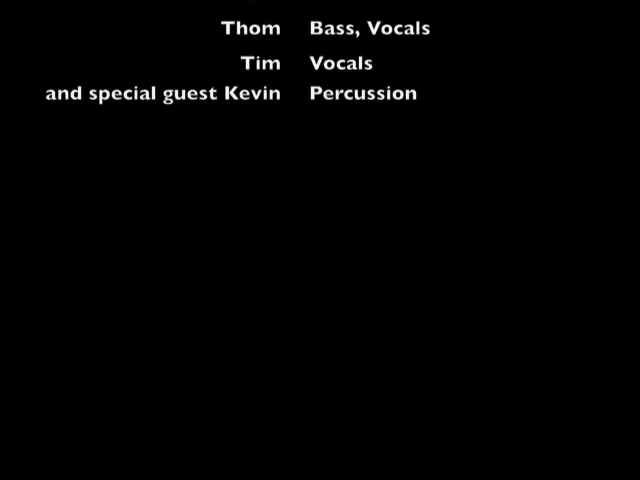 Thom Bass, Vocals
Tim Vocals
and special guest Kevin Percussion